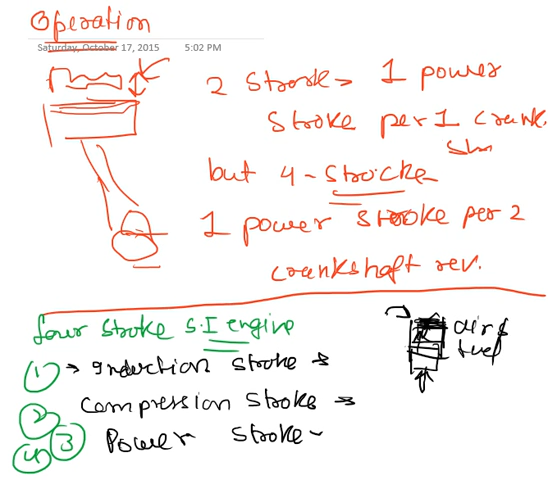 Operation
Saturday, October 17, 2015 5:02 PM
2 Stroke 1 power
Stroke per 1 crank
but 4-Strocke
1 power stroke per 2
crankshaft rev.
four stroke S.I engine
① → Induction Stroke →
② Compression Stroke →
③ Power Stroke ~
④
air &
fuel